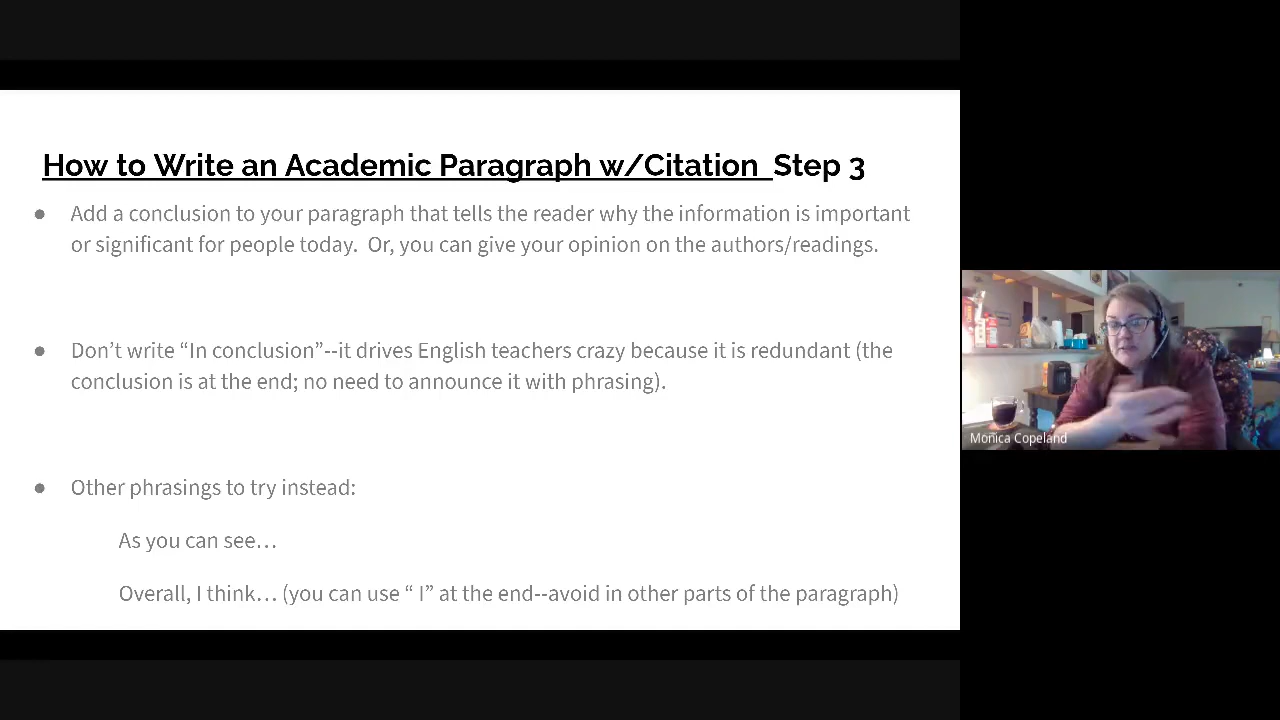 How to Write an Academic Paragraph w/Citation  Step 3
● Add a conclusion to your paragraph that tells the reader why the information is important
or significant for people today.  Or, you can give your opinion on the authors/readings.
● Don’t write “In conclusion”--it drives English teachers crazy because it is redundant (the
conclusion is at the end; no need to announce it with phrasing).
● Other phrasings to try instead:
As you can see…
Overall, I think… (you can use “ I” at the end--avoid in other parts of the paragraph)
Monica Copeland